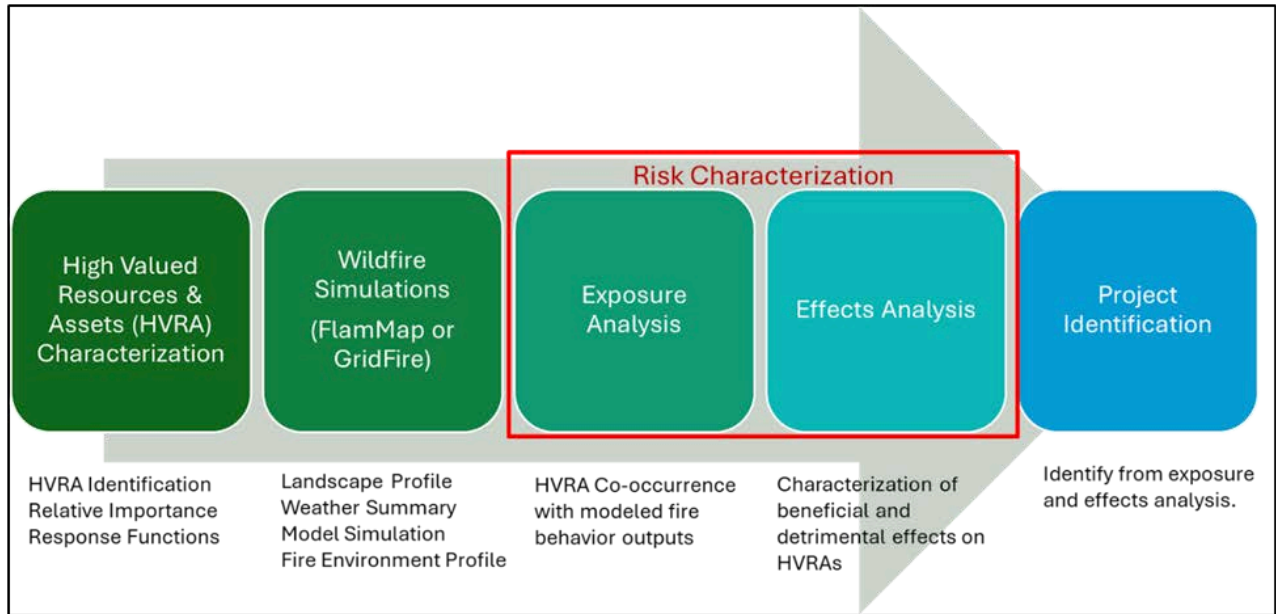 Risk Characterization
High Valued
Resources &
Assets (HVRA)
Characterization
Wildfire
Simulations
(FlamMap or
GridFire)
Exposure
Analysis
Effects Analysis
Project
Identification
HVRA Identification
Relative Importance
Response Functions
Landscape Profile
Weather Summary
Model Simulation
Fire Environment Profile
HVRA Co-occurrence
with modeled fire
behavior outputs
Characterization of
beneficial and
detrimental effects on
HVRAs
Identify from exposure
and effects analysis.